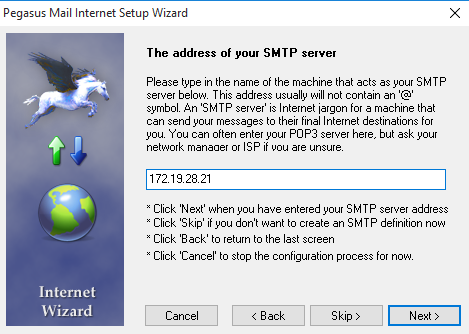 Pegasus Mail Internet Setup Wizard
The address of your SMTP server
Please type in the name of the machine that acts as your SMTP
server below. This address usually will not contain an '@'
symbol. An 'SMTP server' is Internet jargon for a machine that
can send your messages to their final Internet destinations for
you. You can often enter your POP3 server here, but ask your
network manager or ISP if you are unsure.
172.19.28.21
* Click 'Next' when you have entered your SMTP server address
* Click 'Skip' if you don't want to create an SMTP definition now
* Click 'Back' to return to the last screen
* Click 'Cancel' to stop the configuration process for now.
Internet
Wizard
Cancel
< Back
Skip >
Next >